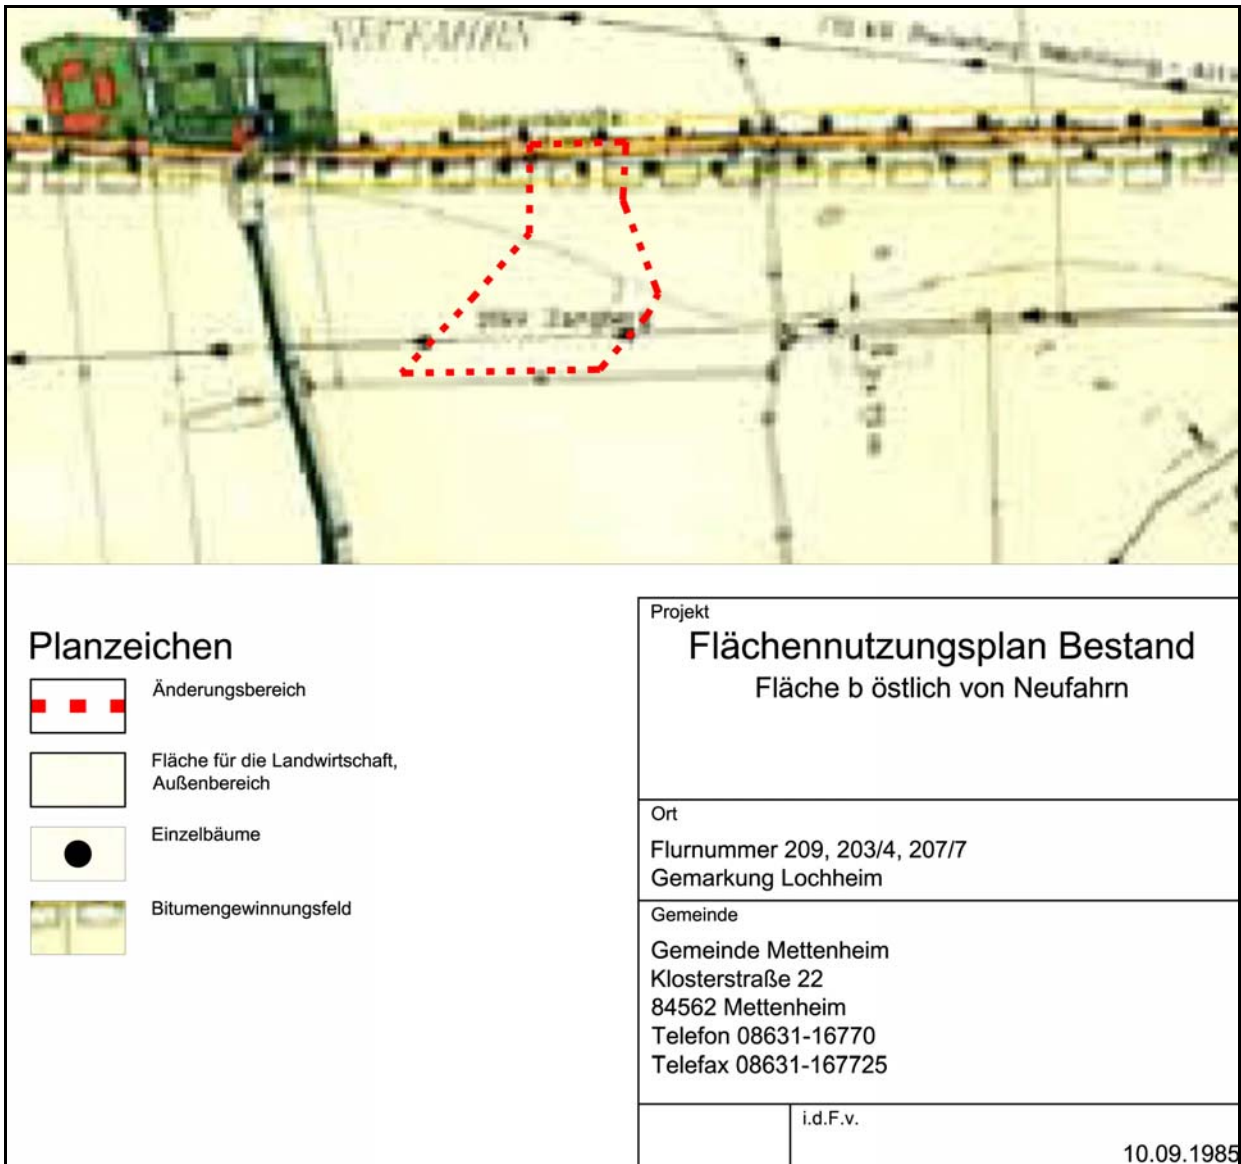 NEUFAHRN
Planzeichen
Änderungsbereich
Fläche für die Landwirtschaft,
Außenbereich
Einzelbäume
Bitumengewinnungsfeld
Projekt
Flächennutzungsplan Bestand
Fläche b östlich von Neufahrn
Ort
Flurnummer 209, 203/4, 207/7
Gemarkung Lochheim
Gemeinde
Gemeinde Mettenheim
Klosterstraße 22
84562 Mettenheim
Telefon 08631-16770
Telefax 08631-167725
i.d.F.v.
10.09.1985